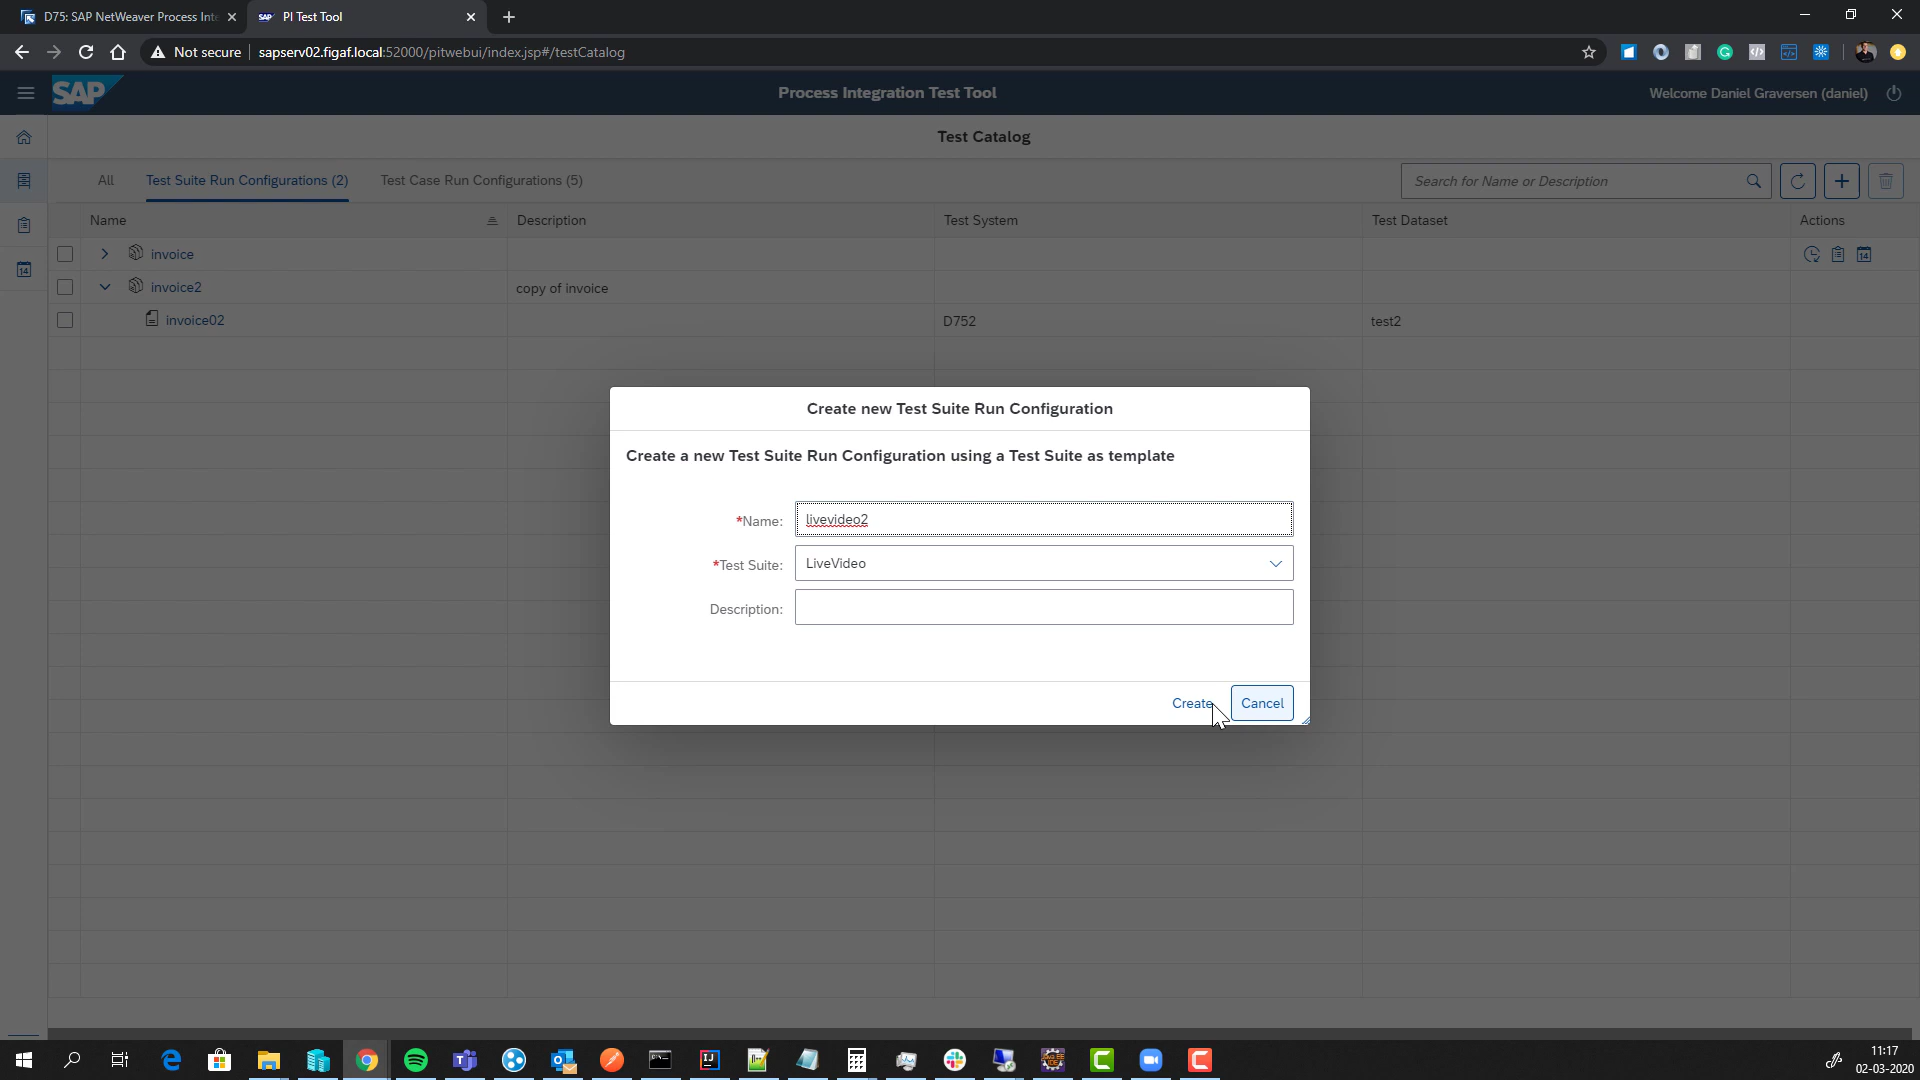 D75: SAP NetWeaver Process Inte
SAP PI Test Tool
Not secure sapserv02.figaf.local:52000/pitwebui/index.jsp#/testCatalog
SAP Process Integration Test Tool Welcome Daniel Graversen (daniel)
Test Catalog
All Test Suite Run Configurations (2) Test Case Run Configurations (5) Search for Name or Description
Name Description Test System Test Dataset Actions
invoice 14
invoice2 copy of invoice
invoice02 D752 test2
14
Create new Test Suite Run Configuration
Create a new Test Suite Run Configuration using a Test Suite as template
*Name: livevideo2
*Test Suite: LiveVideo
Description:
Create Cancel
11:17
02-03-2020